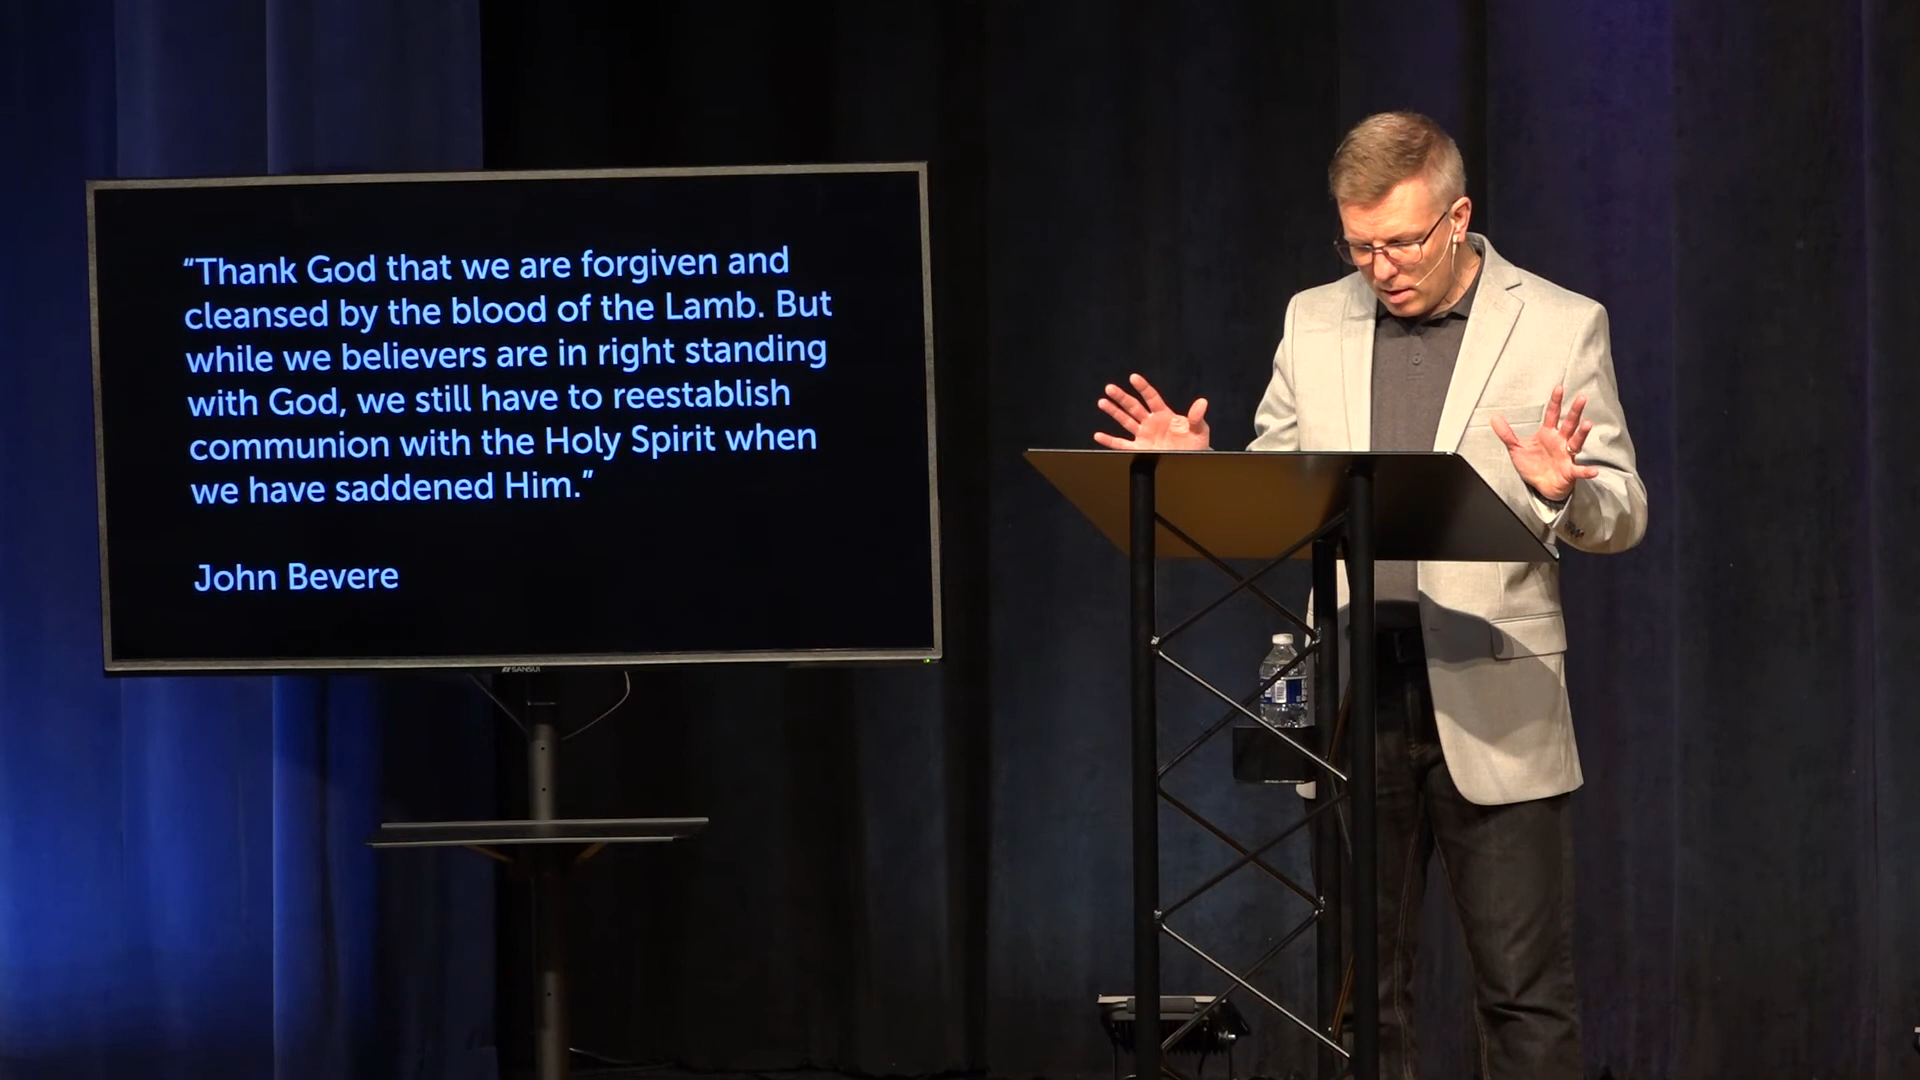 “Thank God that we are forgiven and
cleansed by the blood of the Lamb. But
while we believers are in right standing
with God, we still have to reestablish
communion with the Holy Spirit when
we have saddened Him.”
John Bevere
SANSUI